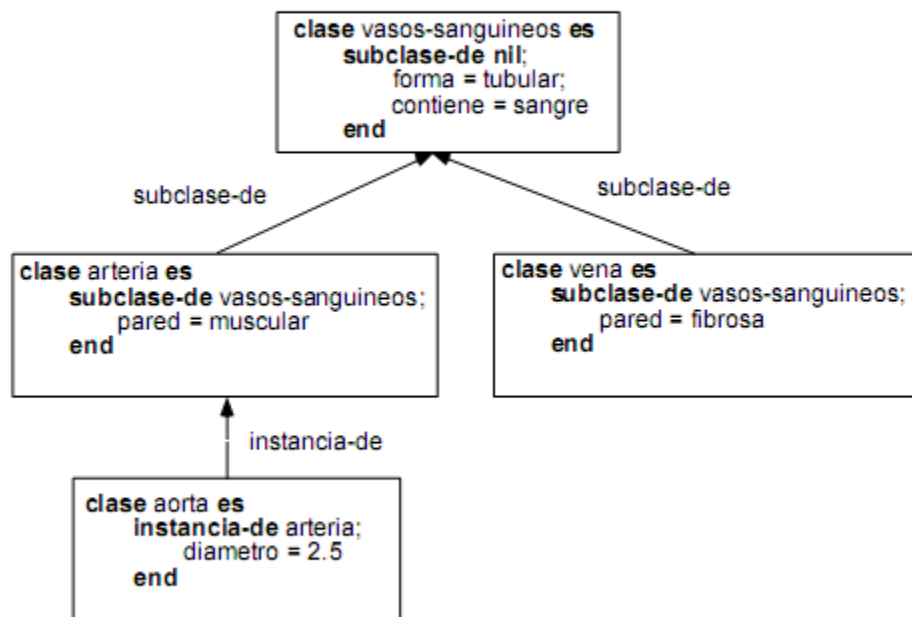 clase vasos-sanguineos es
subclase-de nil;
forma = tubular;
contiene = sangre
end
subclase-de
subclase-de
clase arteria es
subclase-de vasos-sanguineos;
pared = muscular
end
clase vena es
subclase-de vasos-sanguineos;
pared = fibrosa
end
instancia-de
clase aorta es
instancia-de arteria;
diametro = 2.5
end